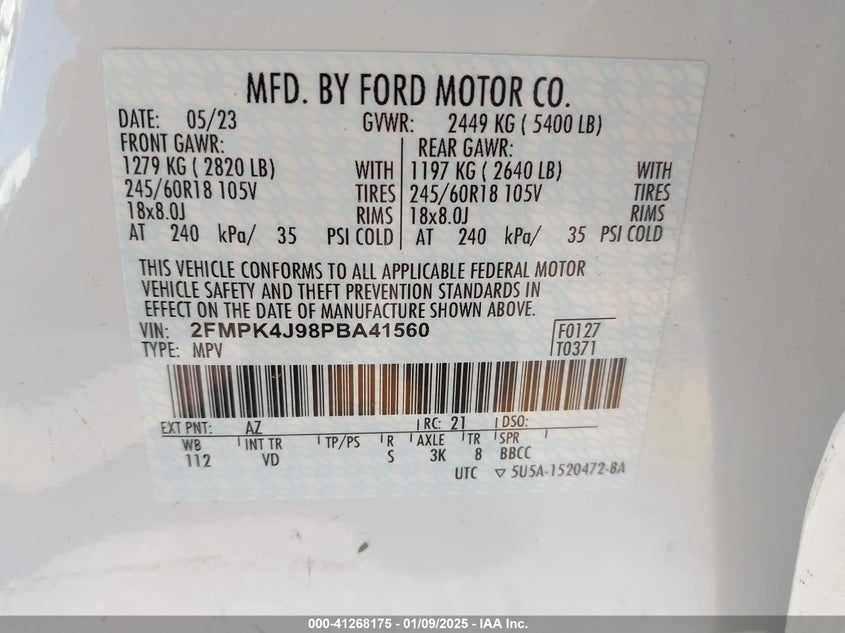 MFD. BY FORD MOTOR CO.
DATE: 05/23 GVWR: 2449 KG ( 5400 LB)
FRONT GAWR: REAR GAWR:
1279 KG ( 2820 LB) WITH 1197 KG ( 2640 LB) WITH
245/60R18 105V TIRES 245/60R18 105V TIRES
18x8.0J RIMS 18x8.0J RIMS
AT 240 kPa/ 35 PSI COLD AT 240 kPa/ 35 PSI COLD
THIS VEHICLE CONFORMS TO ALL APPLICABLE FEDERAL MOTOR
VEHICLE SAFETY AND THEFT PREVENTION STANDARDS IN
EFFECT ON THE DATE OF MANUFACTURE SHOWN ABOVE.
VIN: 2FMPK4J98PBA41560 F0127
TYPE: MPV T0371
EXT PNT: AZ RC: 21 DSO:
WB INT TR TP/PS R AXLE TR SPR
112 VD S 3K 8 BBCC
UTC ▽ 5U5A-1520472-BA
000-41268175 | 01/09/2025 | IAA Inc.